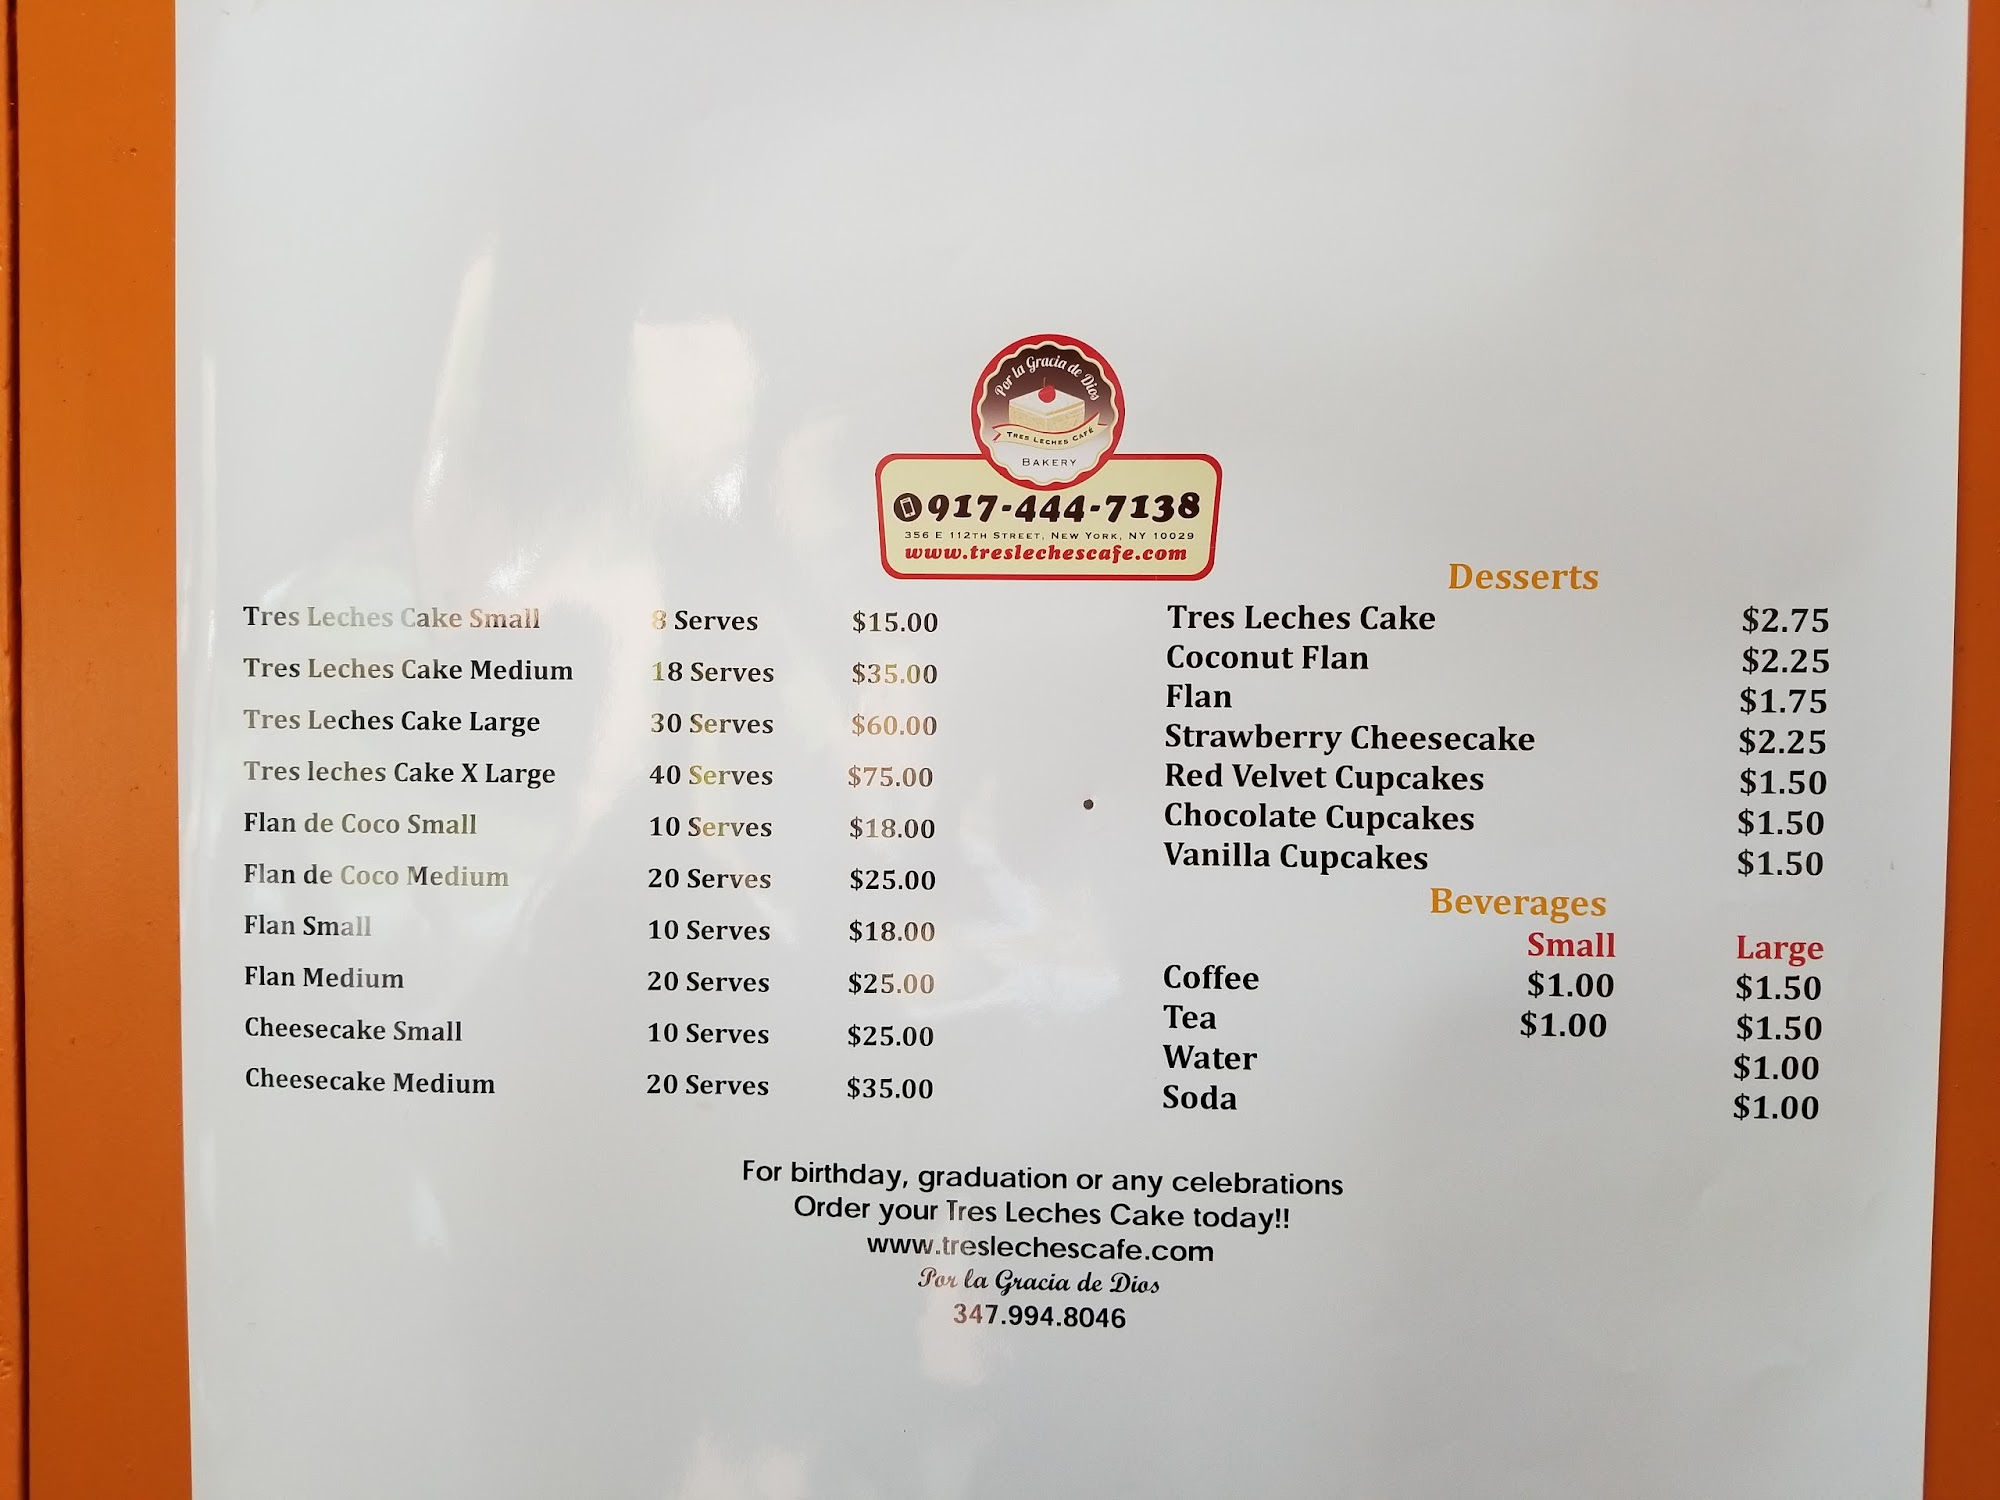 Por la Gracia de Dios
Tres Leches Café
Bakery
917-444-7138
356 E 112th Street, New York, NY 10029
www.treslechescafe.com
Tres Leches Cake Small 8 Serves $15.00
Tres Leches Cake Medium 18 Serves $35.00
Tres Leches Cake Large 30 Serves $60.00
Tres leches Cake X Large 40 Serves $75.00
Flan de Coco Small 10 Serves $18.00
Flan de Coco Medium 20 Serves $25.00
Flan Small 10 Serves $18.00
Flan Medium 20 Serves $25.00
Cheesecake Small 10 Serves $25.00
Cheesecake Medium 20 Serves $35.00
Desserts
Tres Leches Cake $2.75
Coconut Flan $2.25
Flan $1.75
Strawberry Cheesecake $2.25
Red Velvet Cupcakes $1.50
Chocolate Cupcakes $1.50
Vanilla Cupcakes $1.50
Beverages
Small Large
Coffee $1.00 $1.50
Tea $1.00 $1.50
Water $1.00
Soda $1.00
For birthday, graduation or any celebrations
Order your Tres Leches Cake today!!
www.treslechescafe.com
Por la Gracia de Dios
347.994.8046